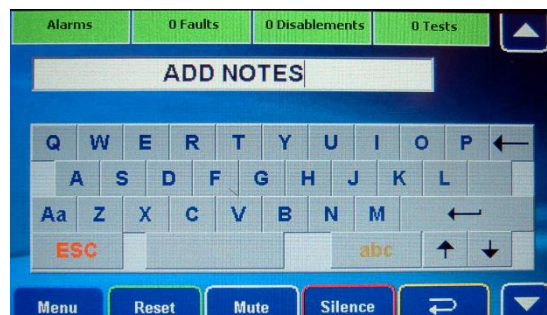 Alarms 0 Faults 0 Disablements 0 Tests
ADD NOTES
Q W E R T Y U I O P
A S D F G H J K L
Aa Z X C V B N M
ESC abc
Menu Reset Mute Silence